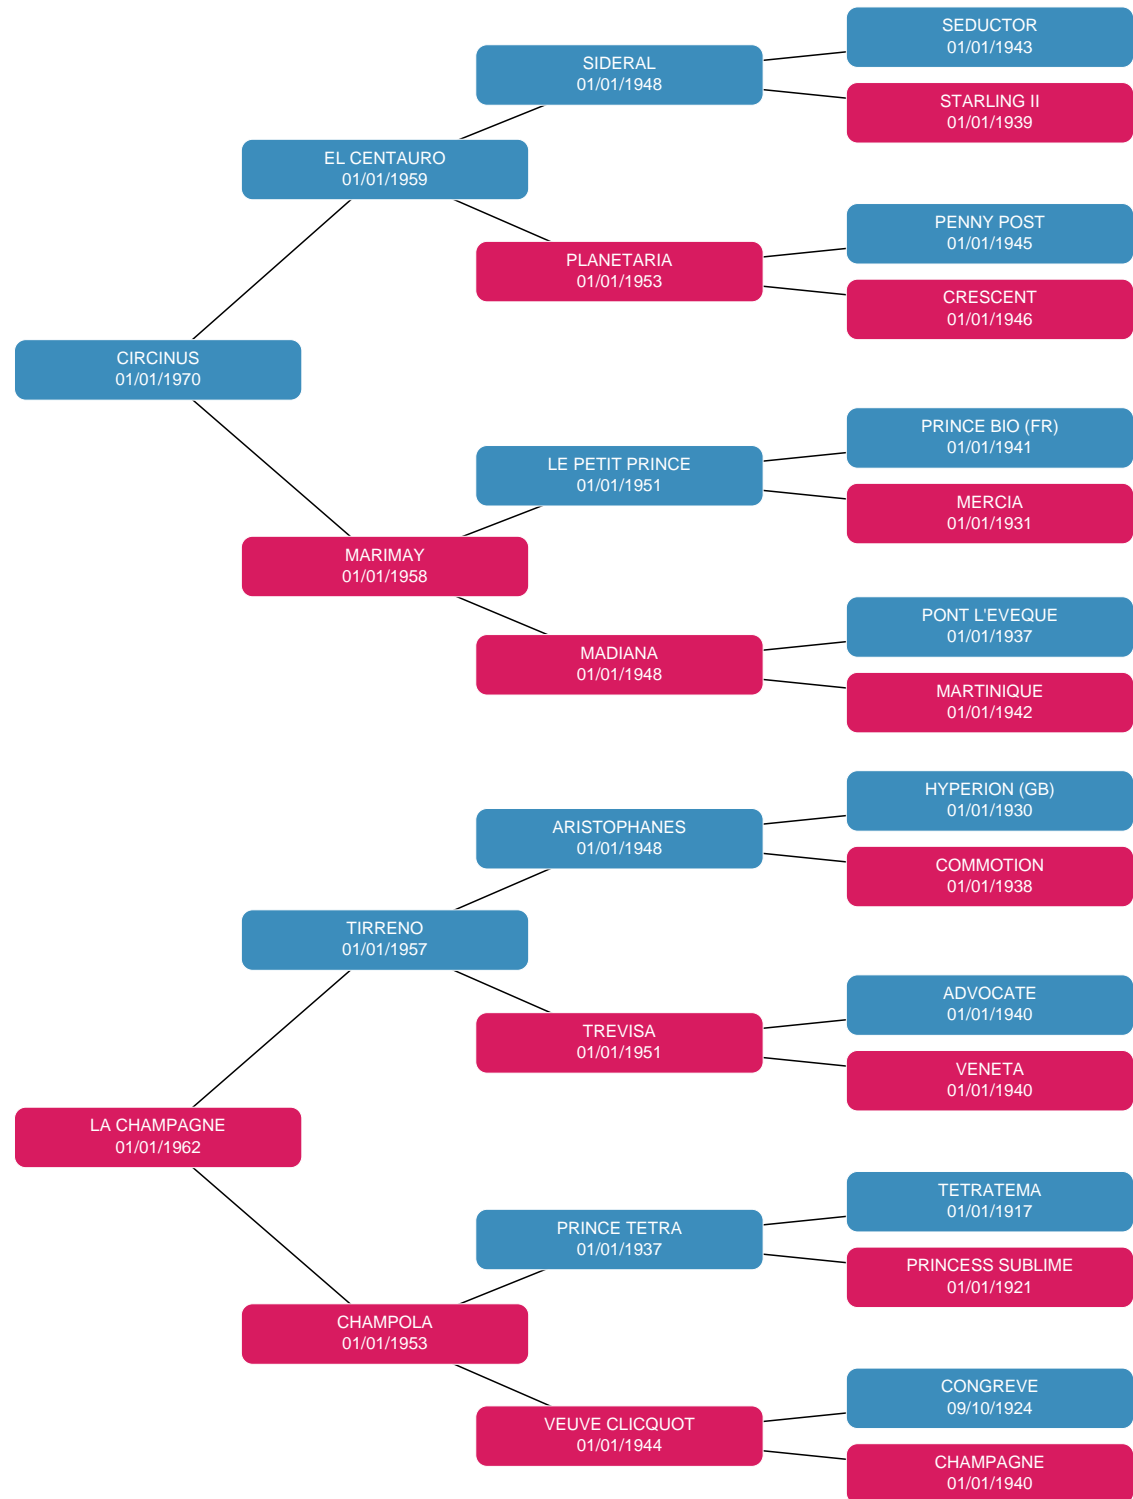 SEDUCTOR
01/01/1943
SIDERAL
01/01/1948
STARLING II
01/01/1939
EL CENTAURO
01/01/1959
PENNY POST
01/01/1945
PLANETARIA
01/01/1953
CRESCENT
01/01/1946
CIRCINUS
01/01/1970
PRINCE BIO (FR)
01/01/1941
LE PETIT PRINCE
01/01/1951
MERCIA
01/01/1931
MARIMAY
01/01/1958
PONT L'EVEQUE
01/01/1937
MADIANA
01/01/1948
MARTINIQUE
01/01/1942
HYPERION (GB)
01/01/1930
ARISTOPHANES
01/01/1948
COMMOTION
01/01/1938
TIRRENO
01/01/1957
ADVOCATE
01/01/1940
TREVISA
01/01/1951
VENETA
01/01/1940
LA CHAMPAGNE
01/01/1962
TETRATEMA
01/01/1917
PRINCE TETRA
01/01/1937
PRINCESS SUBLIME
01/01/1921
CHAMPOLA
01/01/1953
CONGREVE
09/10/1924
VEUVE CLICQUOT
01/01/1944
CHAMPAGNE
01/01/1940